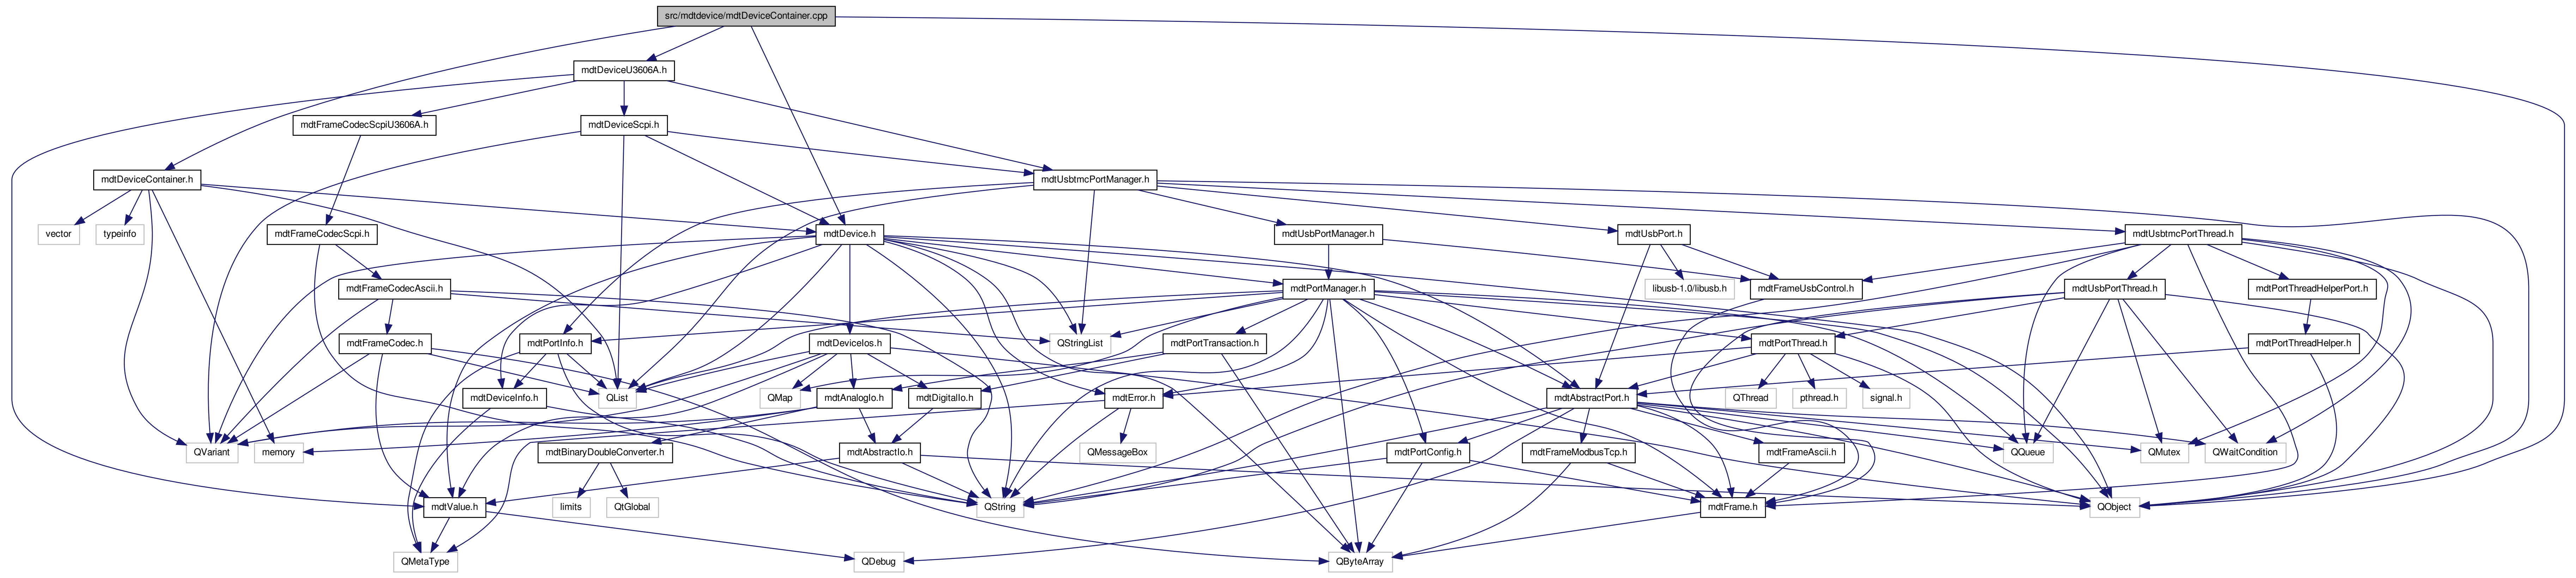 src/mdtdevice/mdtDeviceContainer.cpp
mdtDeviceU3606A.h
mdtFrameCodecScpiU3606A.h
mdtDeviceScpi.h
mdtDeviceContainer.h
mdtUsbtmcPortManager.h
vector
typeinfo
mdtFrameCodecScpi.h
mdtDevice.h
mdtUsbPortManager.h
mdtUsbPort.h
mdtUsbtmcPortThread.h
mdtFrameCodecAscii.h
mdtPortManager.h
libusb-1.0/libusb.h
mdtFrameUsbControl.h
mdtUsbPortThread.h
mdtPortThreadHelperPort.h
mdtFrameCodec.h
mdtPortInfo.h
mdtDeviceIos.h
QStringList
mdtPortTransaction.h
mdtPortThread.h
mdtPortThreadHelper.h
mdtDeviceInfo.h
QList
QMap
mdtAnalogIo.h
mdtDigitalIo.h
mdtError.h
mdtAbstractPort.h
QThread
pthread.h
signal.h
QVariant
memory
mdtBinaryDoubleConverter.h
mdtAbstractIo.h
QMessageBox
mdtPortConfig.h
mdtFrameModbusTcp.h
mdtFrameAscii.h
QQueue
QMutex
QWaitCondition
mdtValue.h
limits
QtGlobal
QString
mdtFrame.h
QObject
QMetaType
QDebug
QByteArray